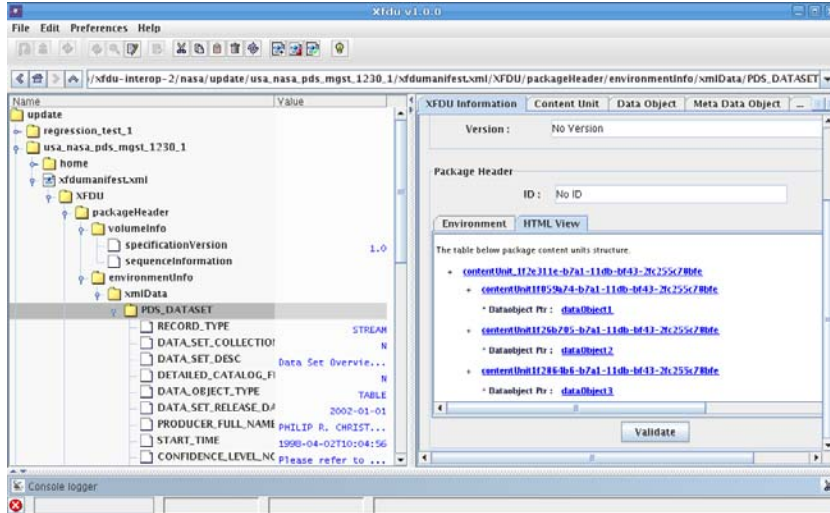 Xfdu v1.0.0
File Edit Preferences Help
/xfdu-interop-2/nasa/update/usa_nasa_pds_mgst_1230_1/xfdumanifest.xml/XFDU/packageHeader/environmentInfo/xmlData/PDS_DATASET
Name Value
update
regression_test_1
usa_nasa_pds_mgst_1230_1
home
xfdumanifest.xml
XFDU
packageHeader
volumeInfo
specificationVersion 1.0
sequenceInformation
environmentInfo
xmlData
PDS_DATASET
RECORD_TYPE STREAM
DATA_SET_COLLECTIO N
DATA_SET_DESC Data Set Overvie...
DETAILED_CATALOG_FL N
DATA_OBJECT_TYPE TABLE
DATA_SET_RELEASE_DA 2002-01-01
PRODUCER_FULL_NAME PHILIP R. CHRIST...
START_TIME 1998-04-02T10:04:56
CONFIDENCE_LEVEL_NO Please refer to ...
XFDU Information Content Unit Data Object Meta Data Object ...
Version : No Version
Package Header
ID : No ID
Environment HTML View
The table below package content units structure.
+ contentUnit_1f2e311e-b7a1-11db-bf43-2fc255c78bfe
+ contentUnit1f059a74-b7a1-11db-bf43-2fc255c78bfe
* Dataobject Ptr : dataObject1
+ contentUnit1f26b705-b7a1-11db-bf43-2fc255c78bfe
* Dataobject Ptr : dataObject2
+ contentUnit1f2864b6-b7a1-11db-bf43-2fc255c78bfe
* Dataobject Ptr : dataObject3
Validate
Console logger